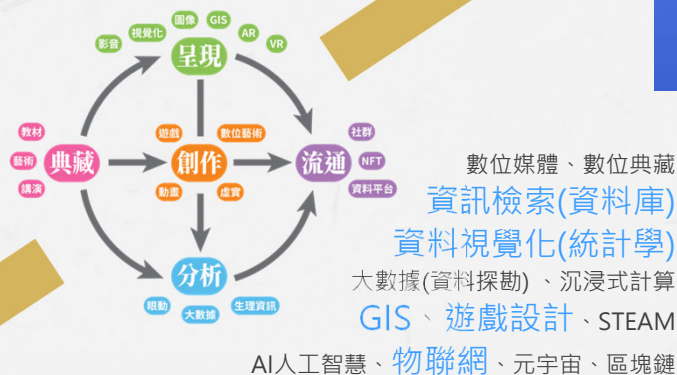 圖像 GIS
視覺化 AR
影音 VR
呈現
教材 遊戲 數位藝術 社群
藝術 典藏 創作 流通 NFT
講演 動畫 虛實 資料平台
分析
眼動 大數據 生理資訊
數位媒體、數位典藏
資訊檢索(資料庫)
資料視覺化(統計學)
大數據(資料探勘) 、沉浸式計算
GIS、遊戲設計、STEAM
AI人工智慧、物聯網、元宇宙、區塊鏈